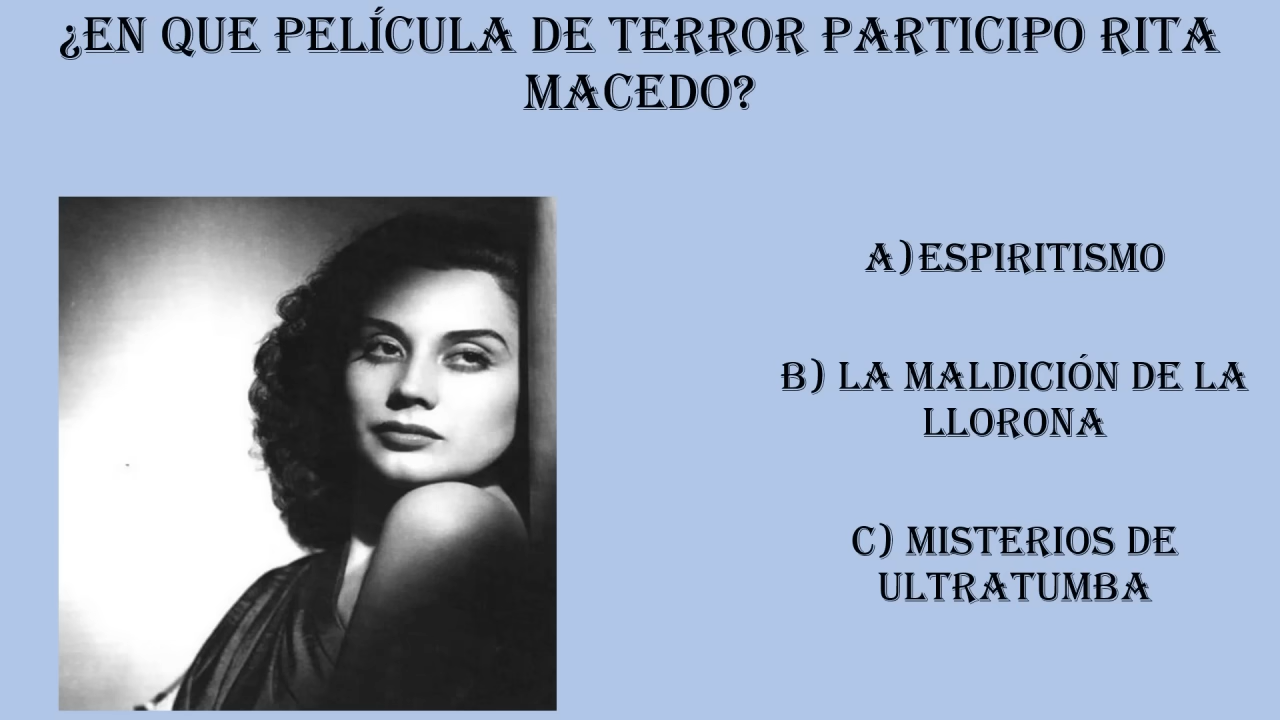 ¿EN QUE PELÍCULA DE TERROR PARTICIPO RITA
MACEDO?
A)ESPIRITISMO
B) LA MALDICIÓN DE LA
LLORONA
C) MISTERIOS DE
ULTRATUMBA